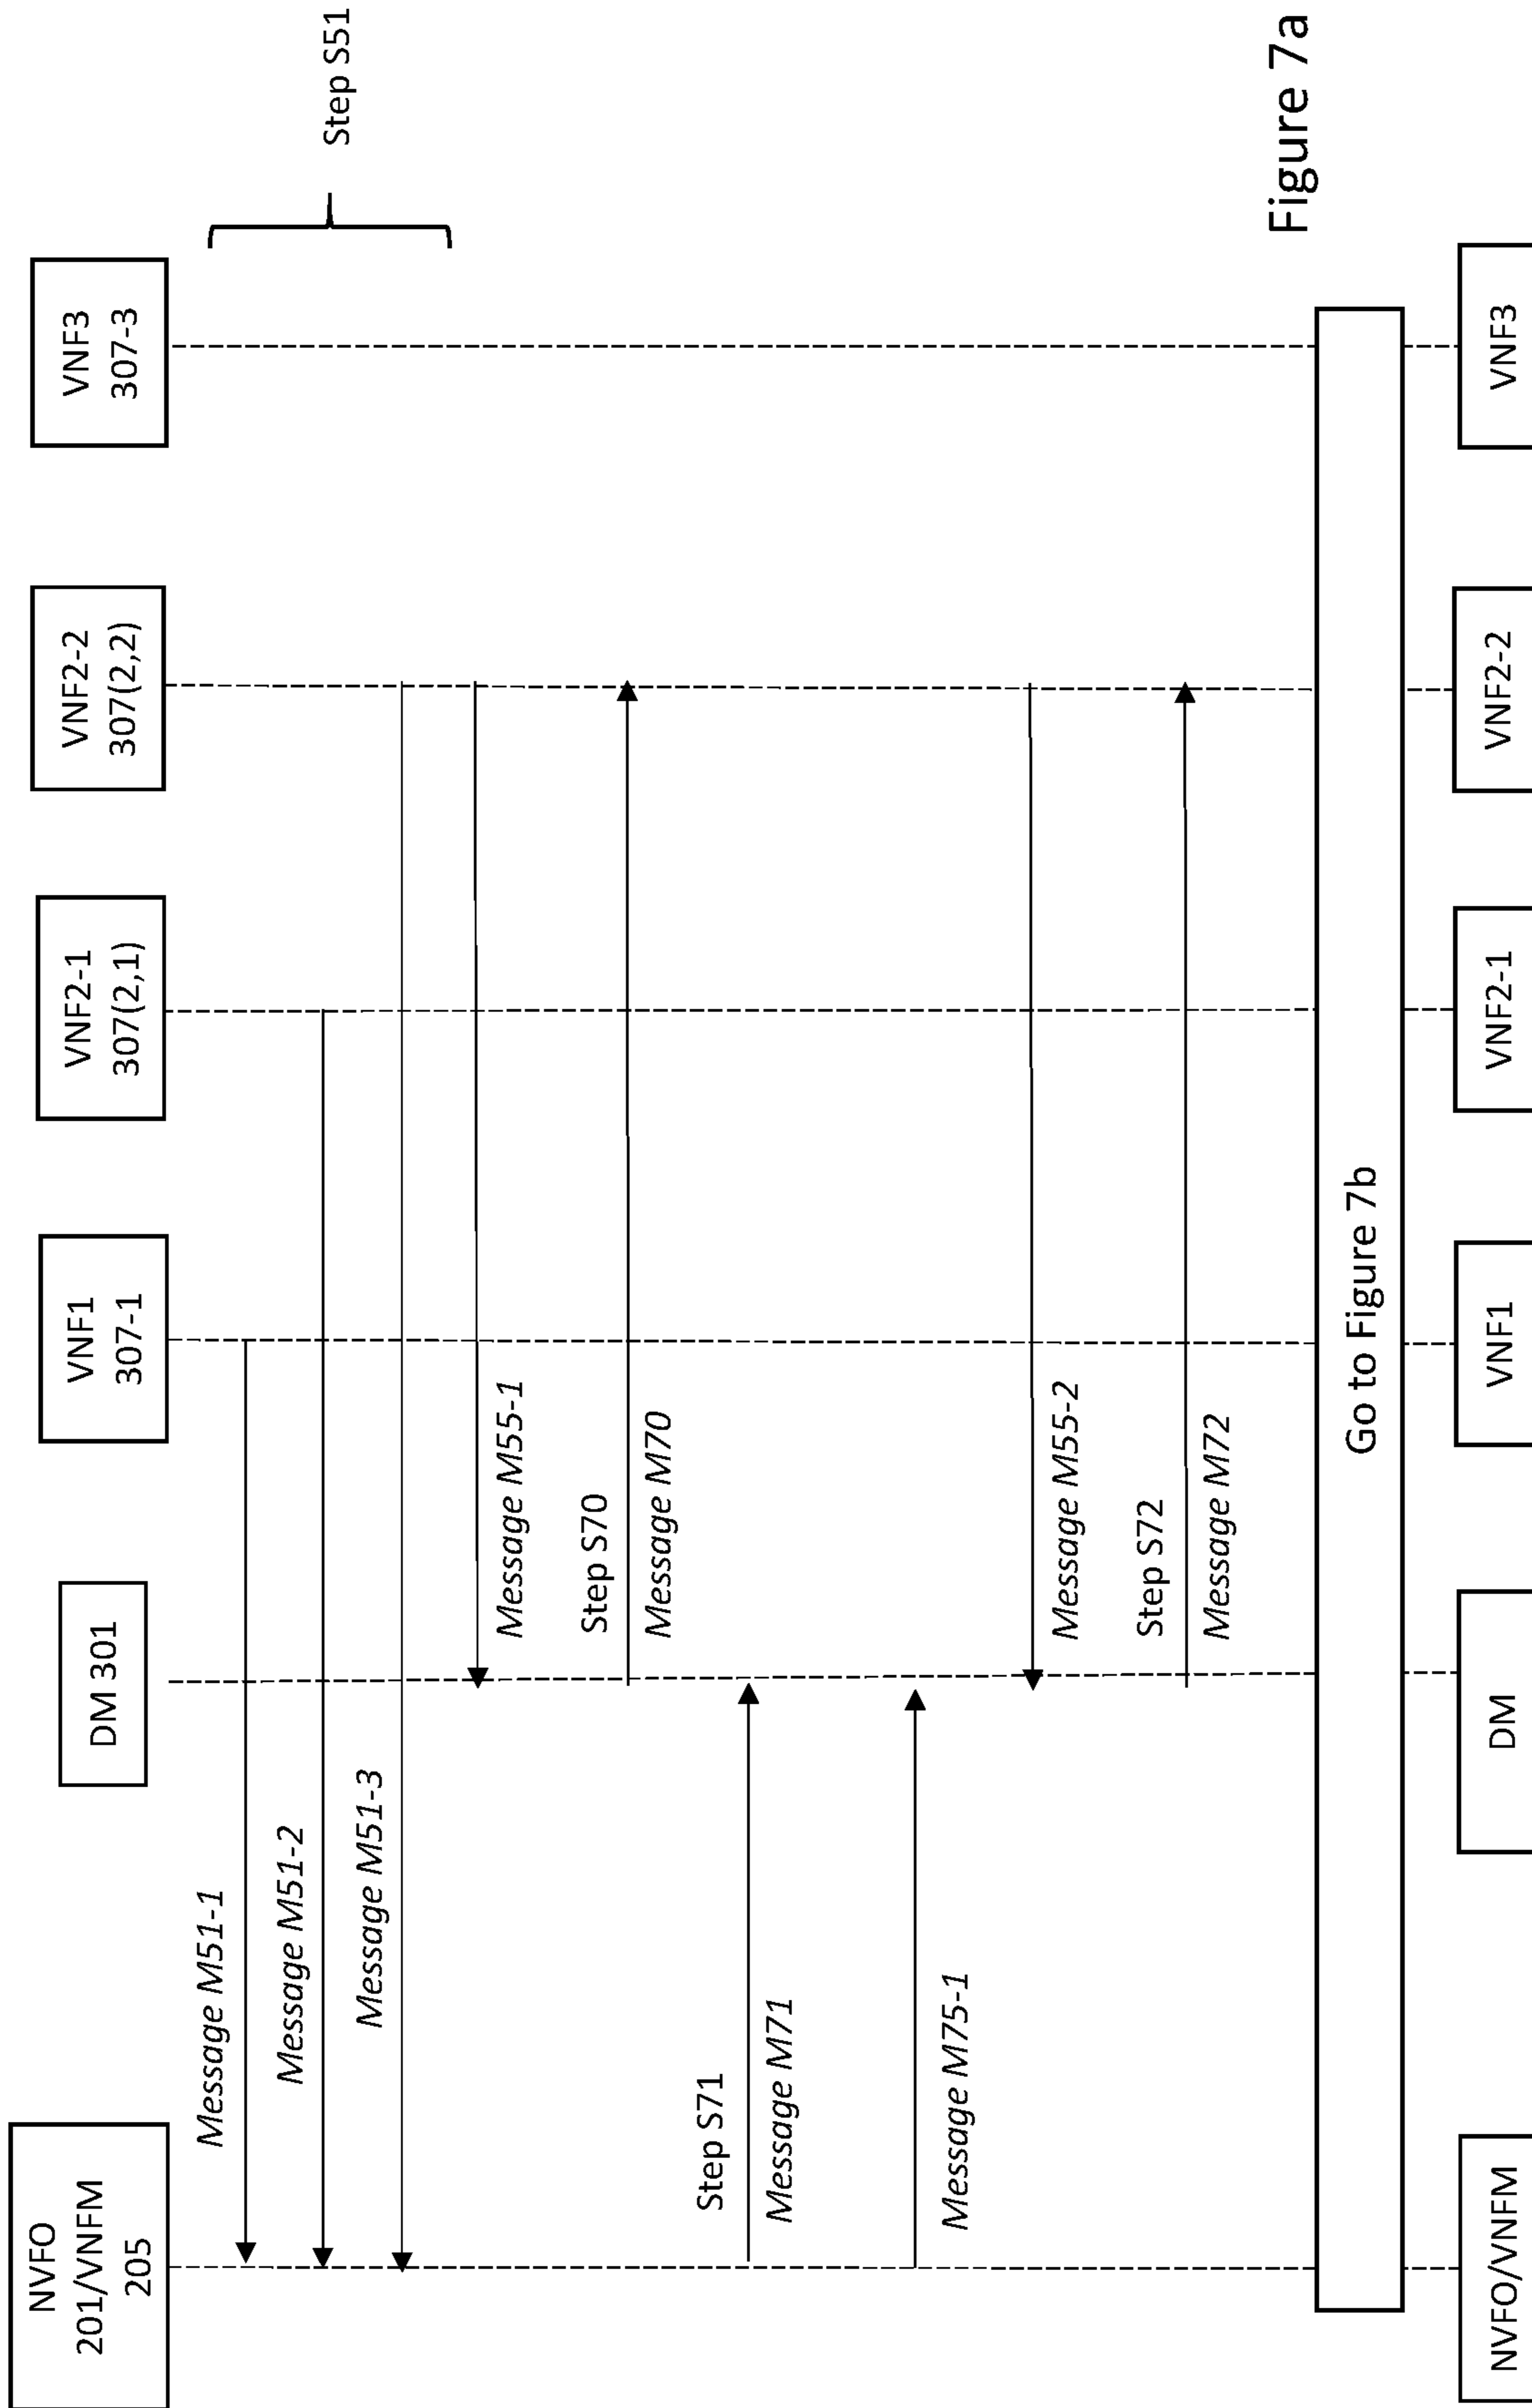 NVFO
201/VNFM
205
DM 301
VNF1
307-1
VNF2-1
307(2,1)
VNF2-2
307(2,2)
VNF3
307-3
Step S51
Message M51-1
Message M51-2
Message M51-3
Message M55-1
Step S70
Message M70
Step S71
Message M71
Message M75-1
Message M55-2
Step S72
Message M72
Figure 7a
Go to Figure 7b
NVFO/VNFM
DM
VNF1
VNF2-1
VNF2-2
VNF3